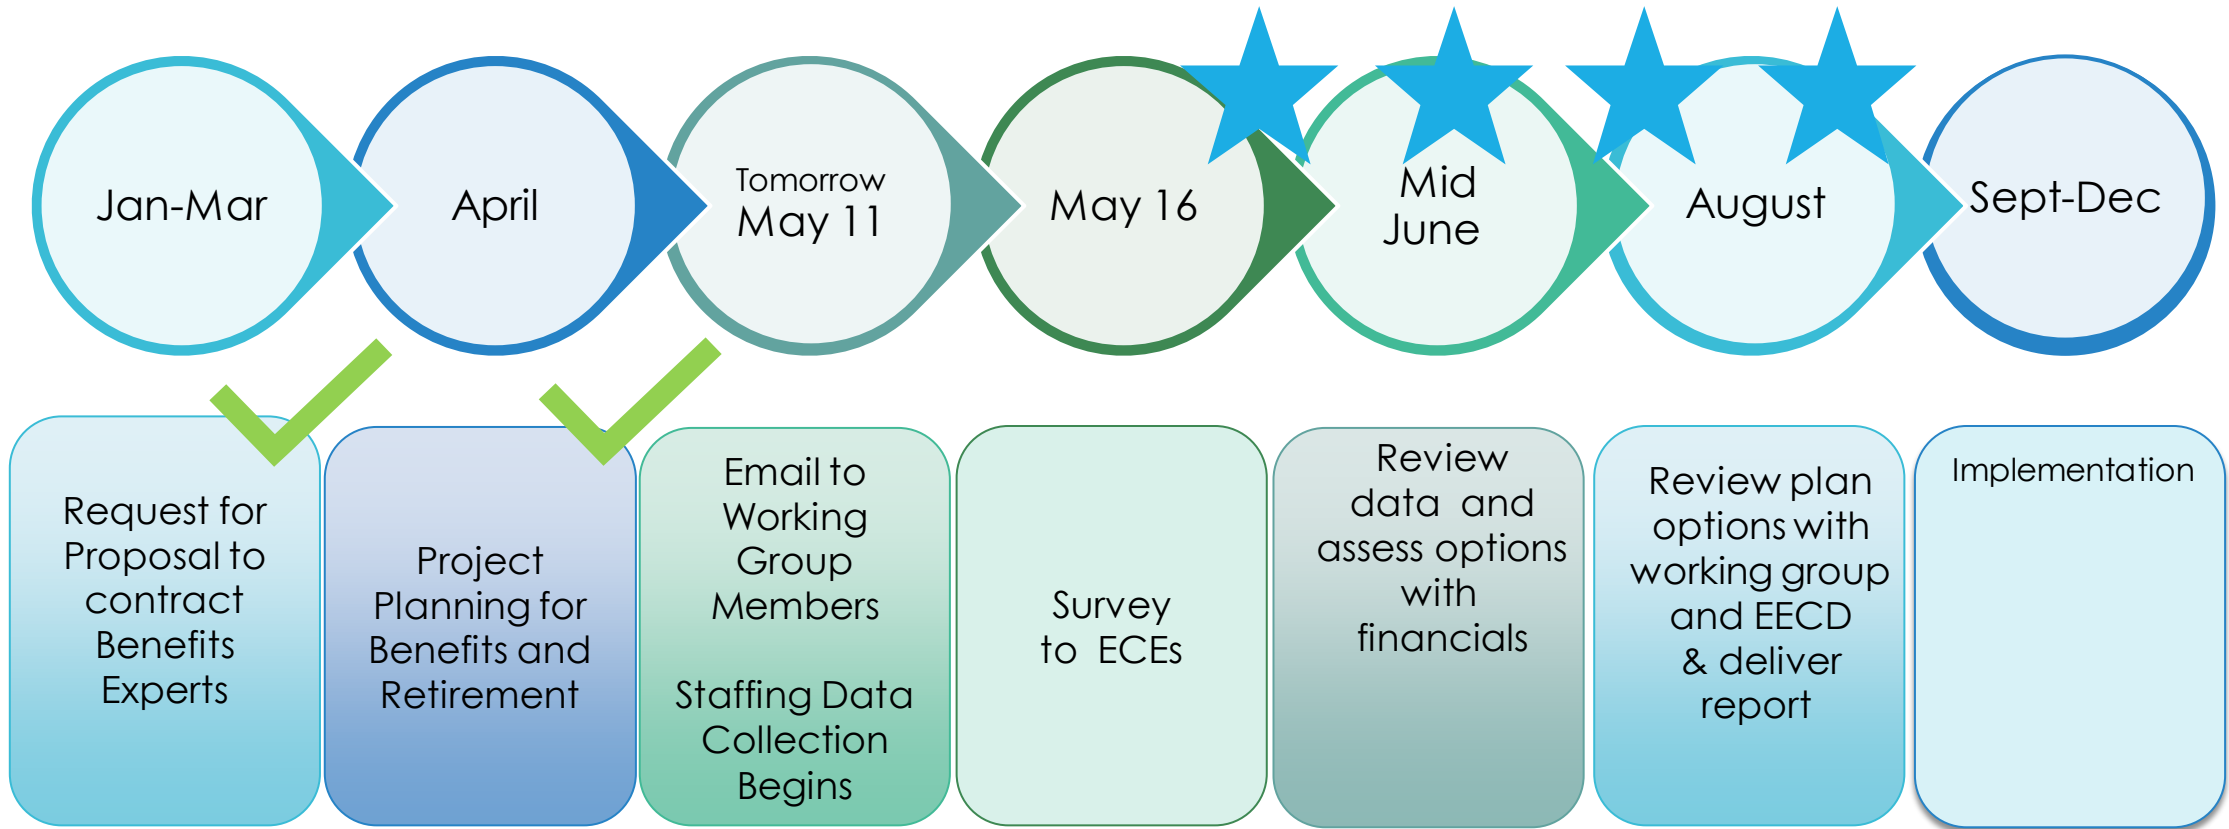 Jan-Mar
April
Tomorrow
May 11
May 16
Mid
June
August
Sept-Dec
Request for
Proposal to
contract
Benefits
Experts
Project
Planning for
Benefits and
Retirement
Email to
Working
Group
Members
Staffing Data
Collection
Begins
Survey
to ECEs
Review
data and
assess options
with
financials
Review plan
options with
working group
and EECD
& deliver
report
Implementation